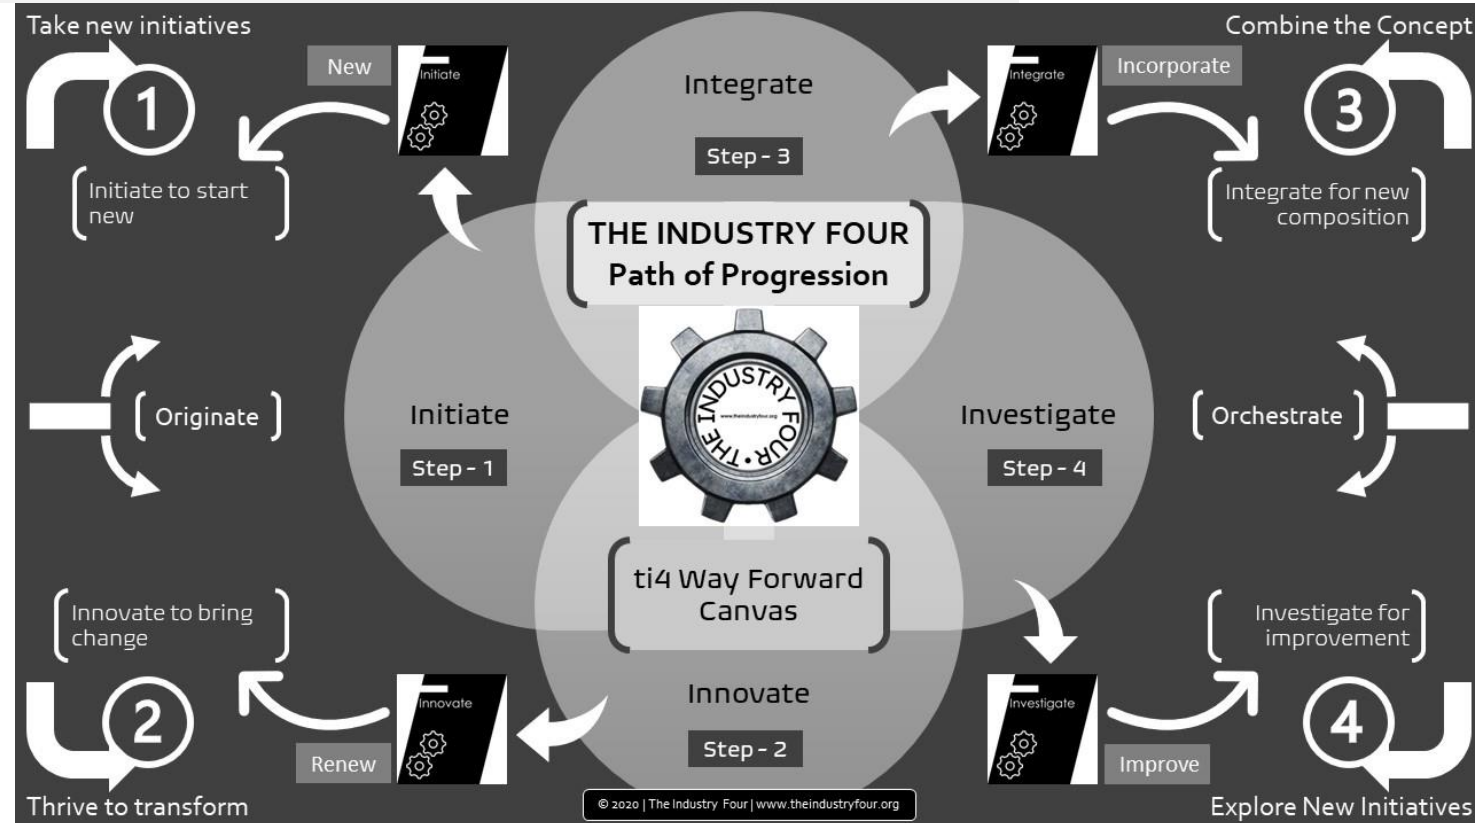 Take new initiatives
1
New
Initiate
Initiate to start
new
Integrate
Step - 3
Integrate
Incorporate
Combine the Concept
3
Integrate for new
composition
THE INDUSTRY FOUR
Path of Progression
Originate
Initiate
Step - 1
THE INDUSTRY FOUR •
www.theindustryfour.org
Investigate
Step - 4
Orchestrate
ti4 Way Forward
Canvas
Innovate to bring
change
2
Renew
Innovate
Thrive to transform
Innovate
Step - 2
© 2020 | The Industry Four | www.theindustryfour.org
Investigate
Improve
Investigate for
improvement
4
Explore New Initiatives